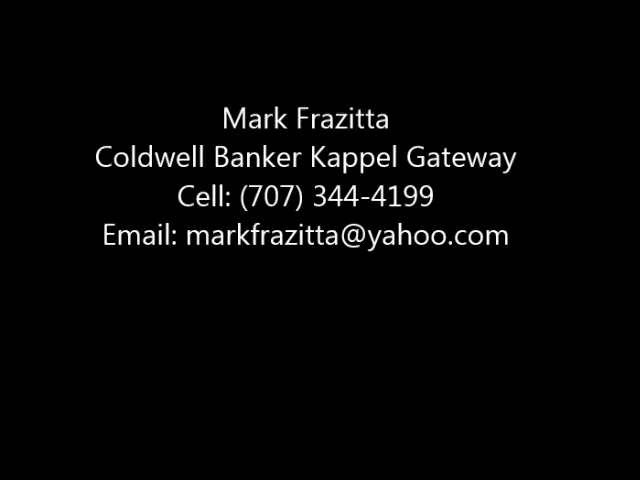 Mark Frazitta
Coldwell Banker Kappel Gateway
Cell: (707) 344-4199
Email: markfrazitta@yahoo.com